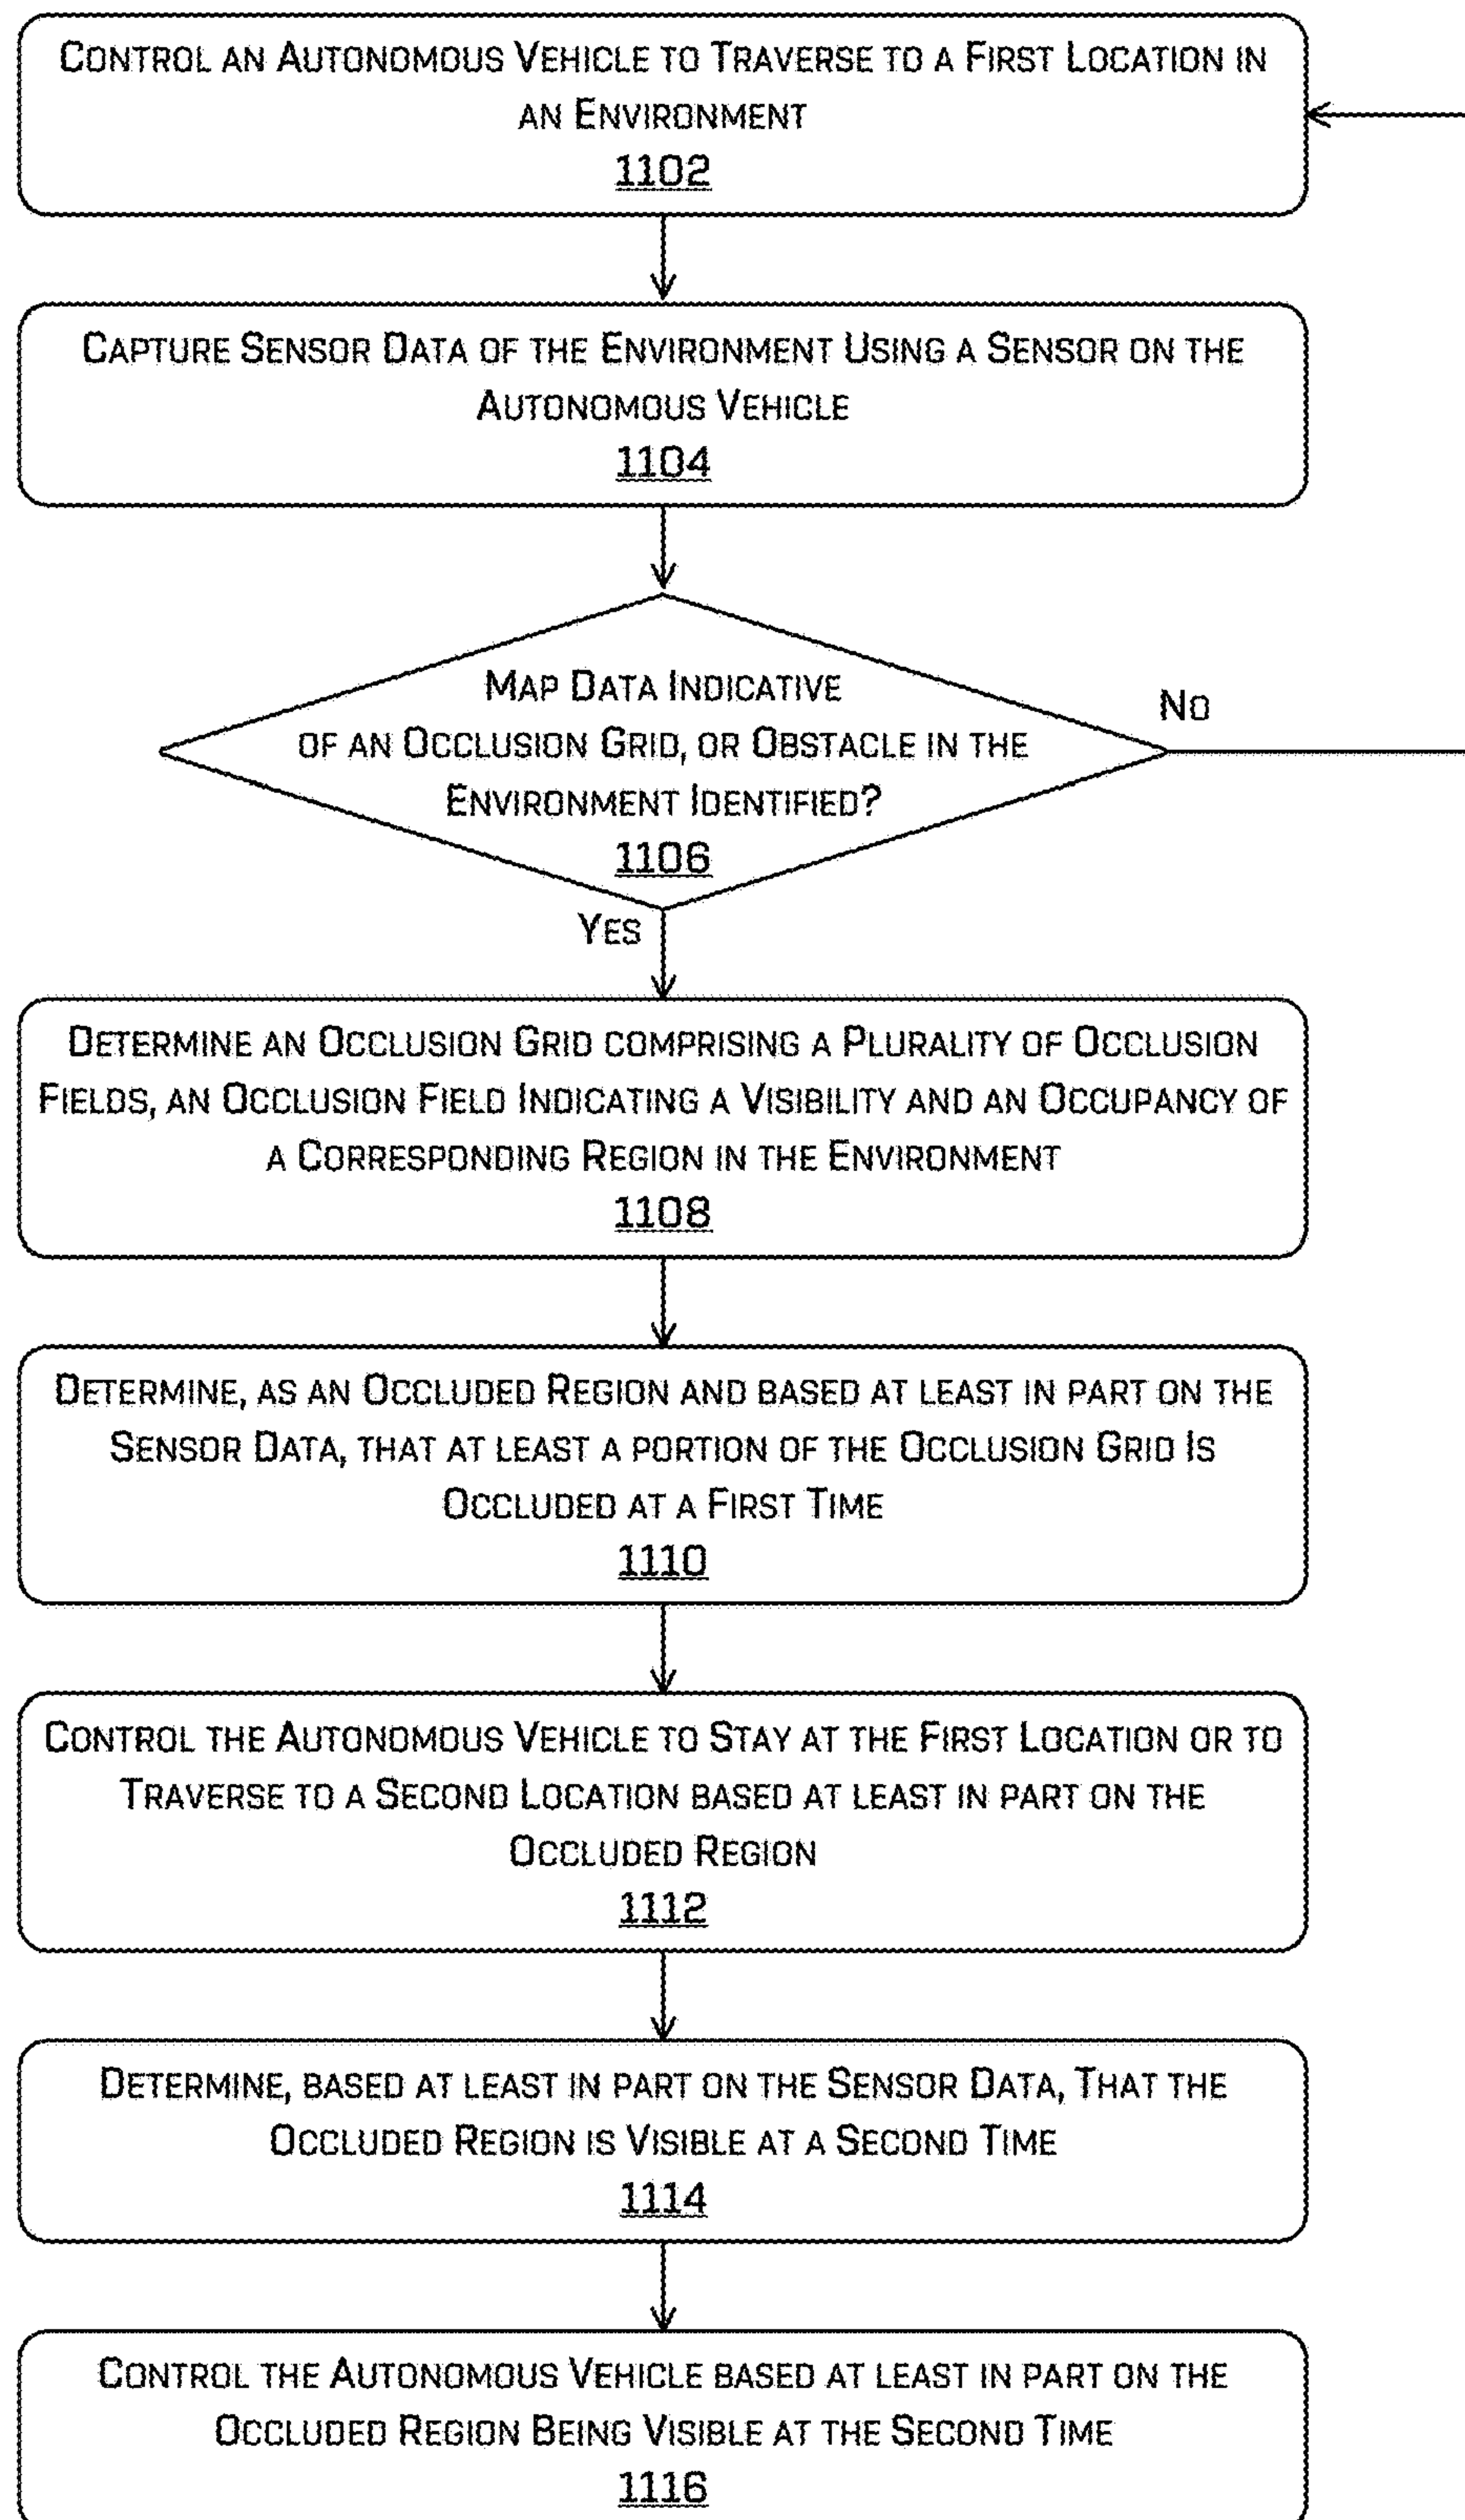 Control an Autonomous Vehicle to Traverse to a First Location in
an Environment
1102
Capture Sensor Data of the Environment Using a Sensor on the
Autonomous Vehicle
1104
Map Data Indicative
of an Occlusion Grid, or Obstacle in the
Environment Identified?
1106
No
Yes
Determine an Occlusion Grid comprising a Plurality of Occlusion
Fields, an Occlusion Field Indicating a Visibility and an Occupancy of
a Corresponding Region in the Environment
1108
Determine, as an Occluded Region and based at least in part on the
Sensor Data, that at least a portion of the Occlusion Grid Is
Occluded at a First Time
1110
Control the Autonomous Vehicle to Stay at the First Location or to
Traverse to a Second Location based at least in part on the
Occluded Region
1112
Determine, based at least in part on the Sensor Data, That the
Occluded Region is Visible at a Second Time
1114
Control the Autonomous Vehicle based at least in part on the
Occluded Region Being Visible at the Second Time
1116